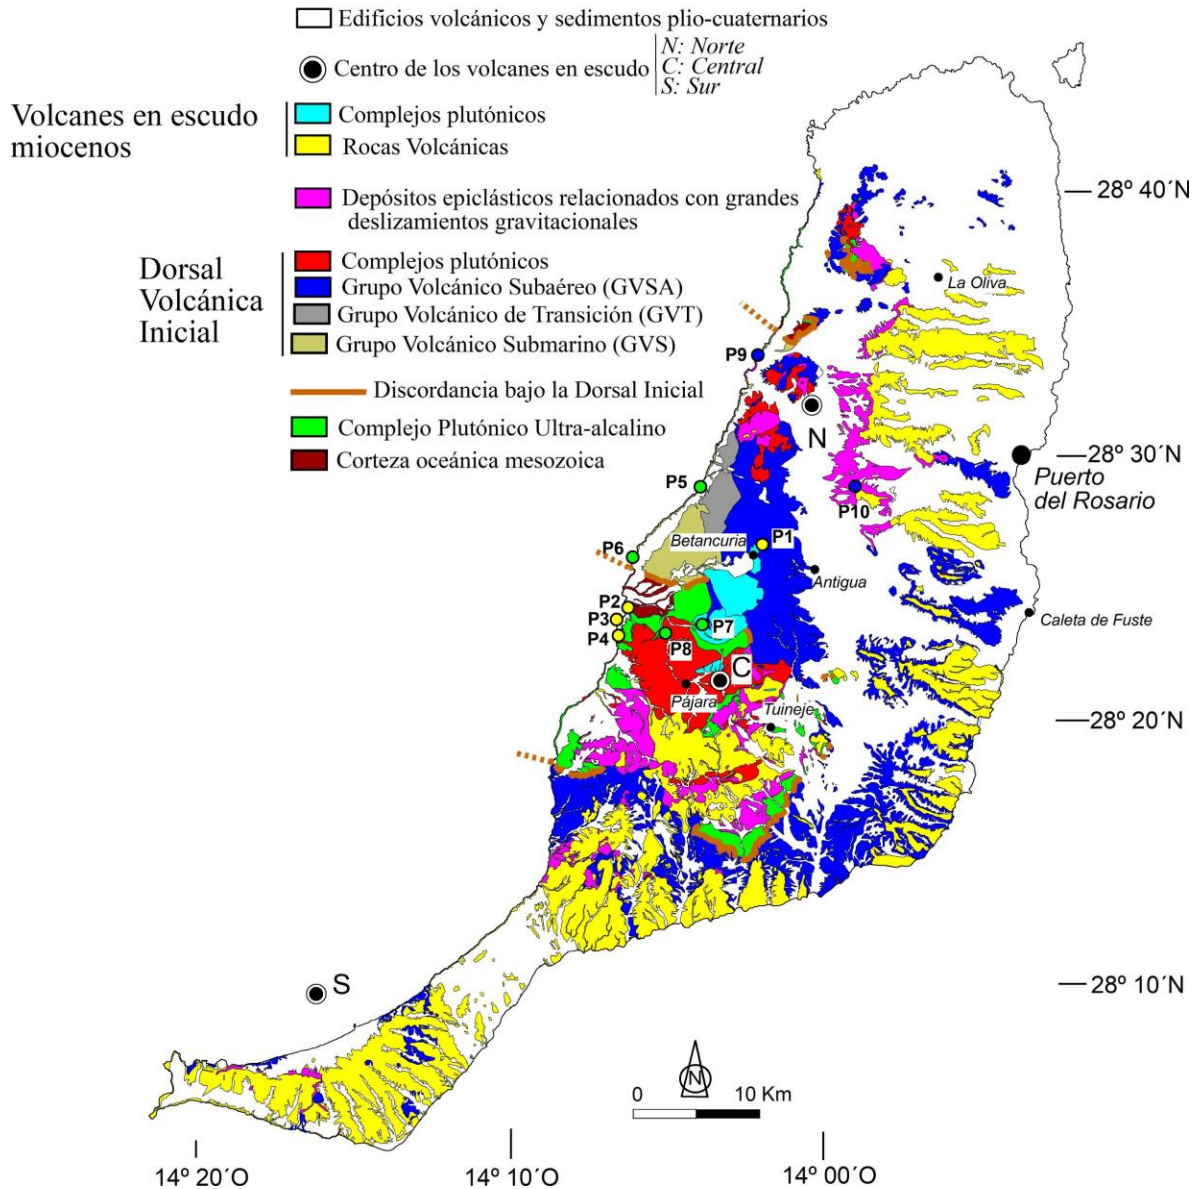 Edificios volcánicos y sedimentos plio-cuaternarios
Centro de los volcanes en escudo
N: Norte
C: Central
S: Sur
Volcanes en escudo
miocenos
Complejos plutónicos
Rocas Volcánicas
Depósitos epiclásticos relacionados con grandes
deslizamientos gravitacionales
Dorsal
Volcánica
Inicial
Complejos plutónicos
Grupo Volcánico Subaéreo (GVSA)
Grupo Volcánico de Transición (GVT)
Grupo Volcánico Submarino (GVS)
Discordancia bajo la Dorsal Inicial
Complejo Plutónico Ultra-alcalino
Corteza oceánica mesozoica
28º 40´N
La Oliva
P9
N
28º 30´N
Puerto
del Rosario
P5
P10
P1
Betancuria
P6
Antigua
P2
P3
P4
P7
P8
Caleta de Fuste
C
Pájara
Tuineje
28º 20´N
S
28º 10´N
N
0 10 Km
14º 20´O
14º 10´O
14º 00´O